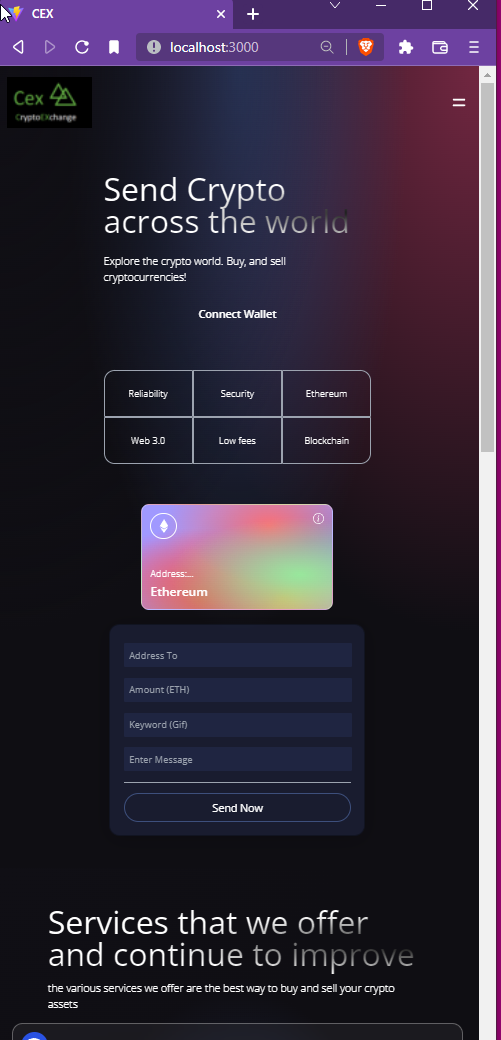 CEX
localhost:3000
Cex
CryptoEXchange
Send Crypto
across the world
Explore the crypto world. Buy, and sell
cryptocurrencies!
Connect Wallet
Reliability
Security
Ethereum
Web 3.0
Low fees
Blockchain
Address:...
Ethereum
Address To
Amount (ETH)
Keyword (Gif)
Enter Message
Send Now
Services that we offer
and continue to improve
the various services we offer are the best way to buy and sell your crypto
assets